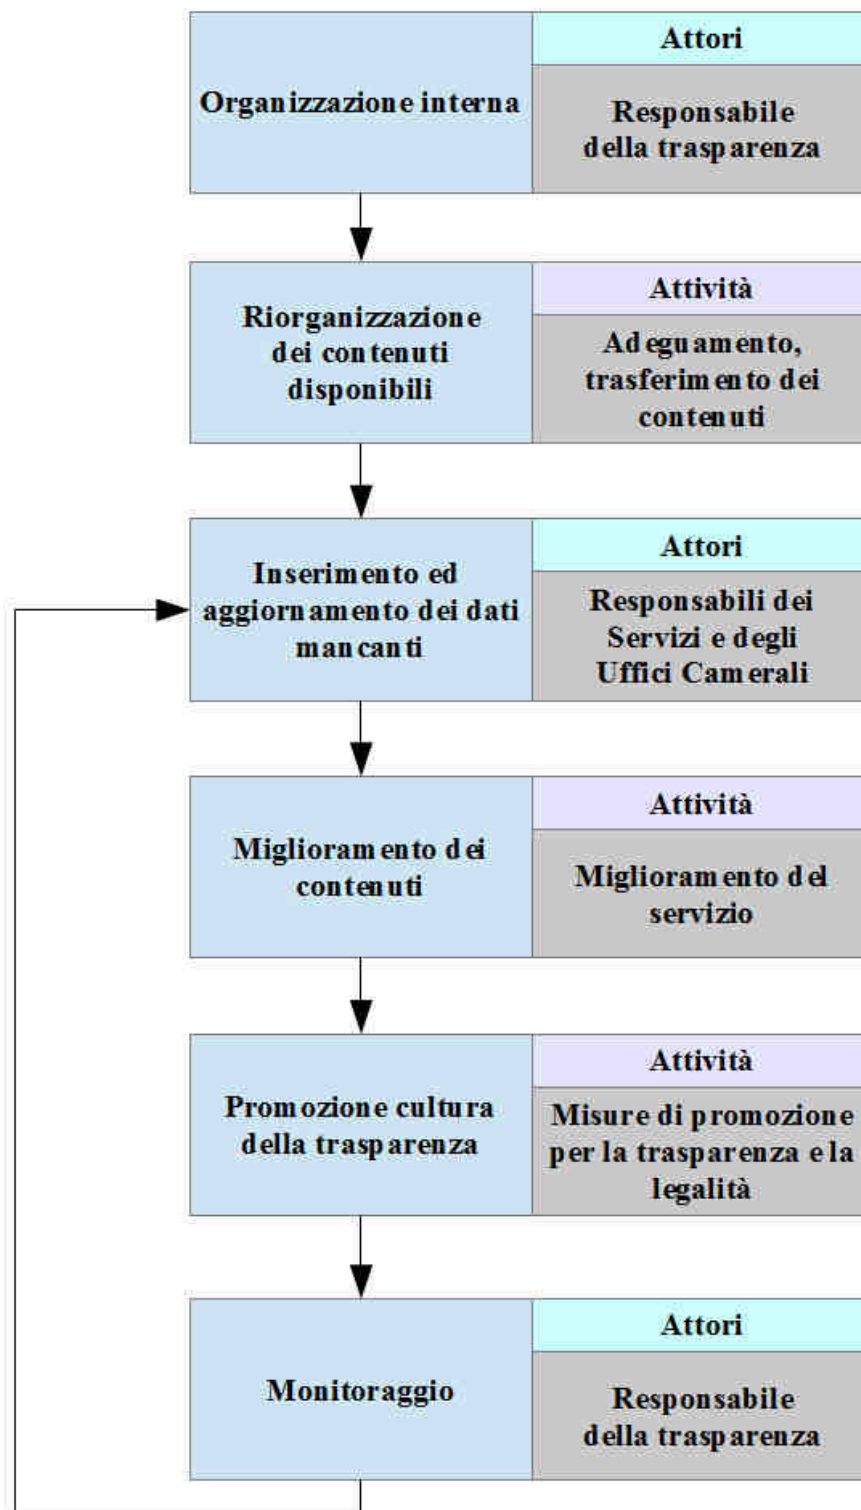 Organizzazione interna
Attori
Responsabile
della trasparenza
Riorganizzazione
dei contenuti
disponibili
Attività
Adeguamento,
trasferimento dei
contenuti
Inserimento ed
aggiornamento dei dati
mancanti
Attori
Responsabili dei
Servizi e degli
Uffici Camerali
Miglioramento dei
contenuti
Attività
Miglioramento del
servizio
Promozione cultura
della trasparenza
Attività
Misure di promozione
per la trasparenza e la
legalità
Monitoraggio
Attori
Responsabile
della trasparenza